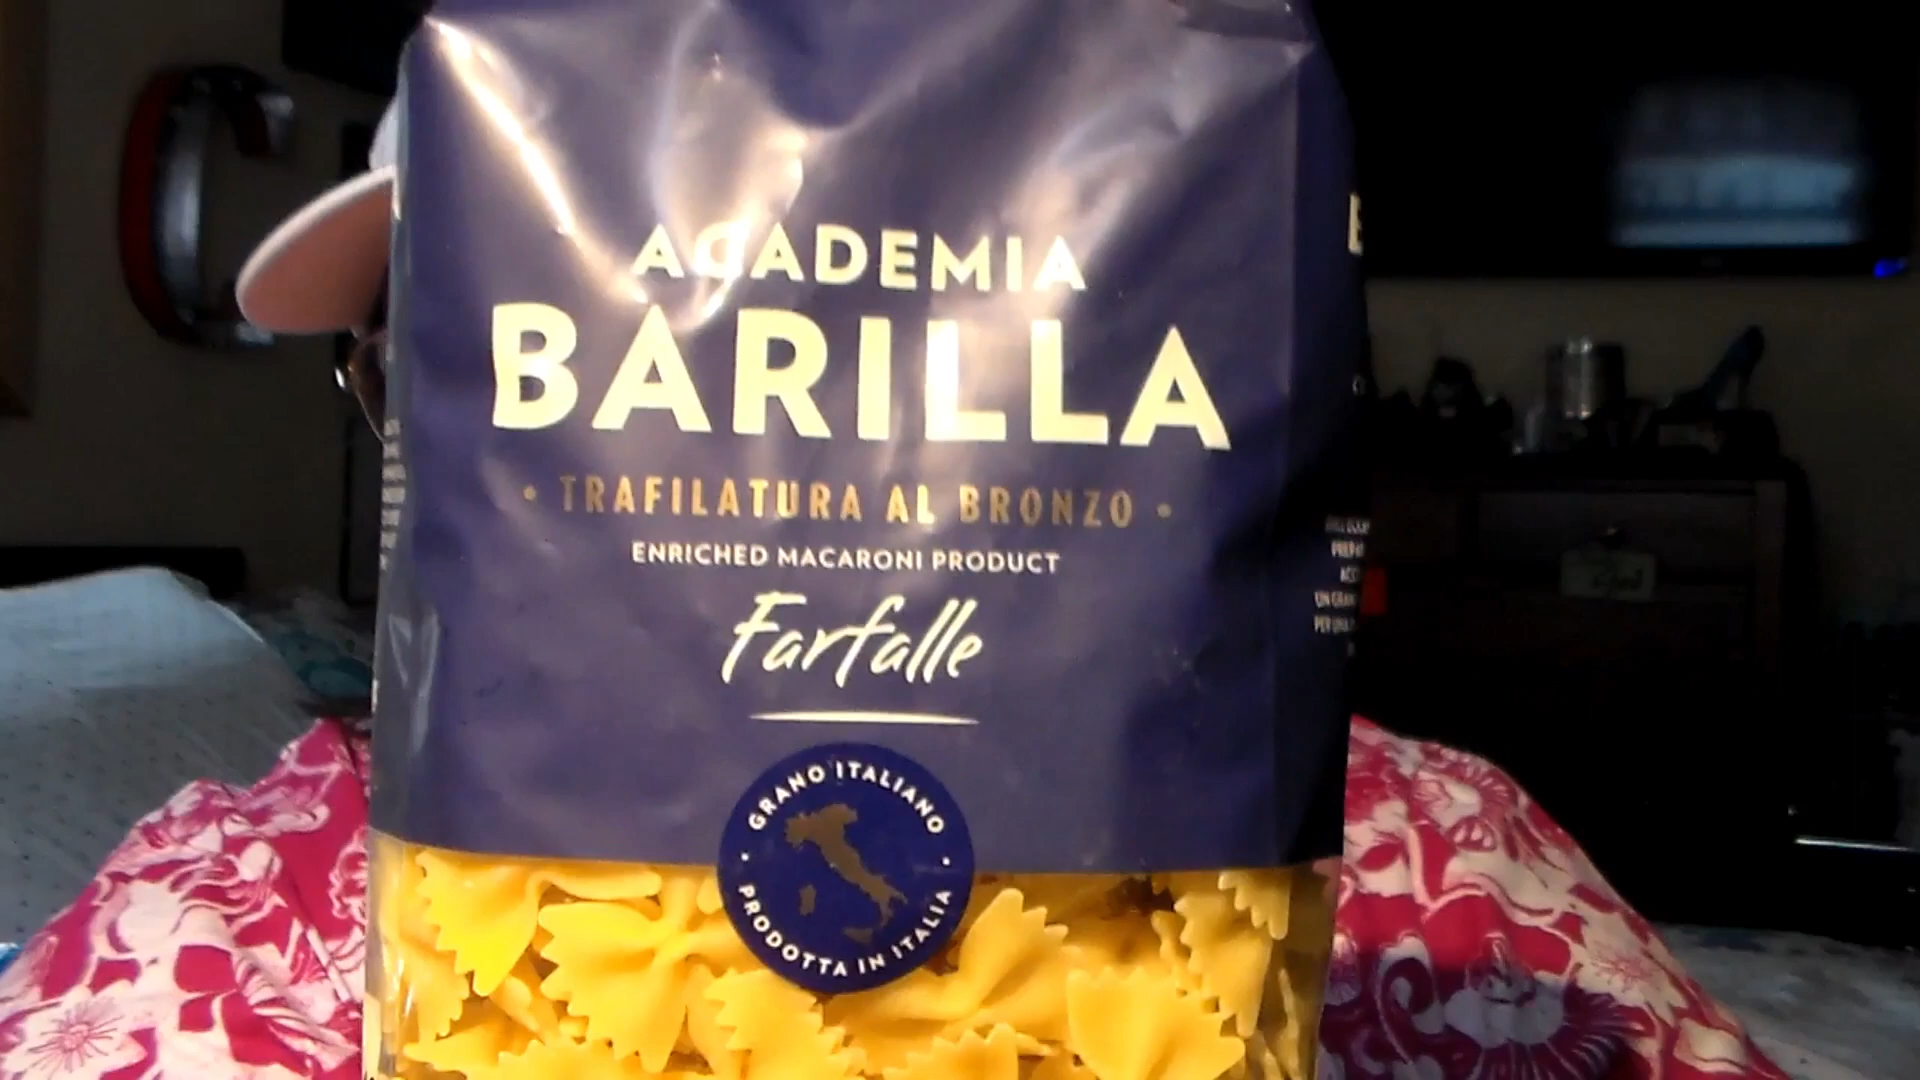 ACADEMIA
BARILLA
• TRAFILATURA AL BRONZO •
ENRICHED MACARONI PRODUCT
Farfalle
GRANO ITALIANO
• PRODOTTA IN ITALIA •